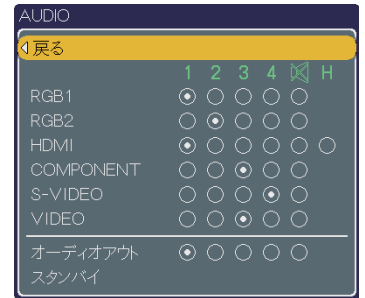 AUDIO
戻る
1 2 3 4 H
RGB1
RGB2
HDMI
COMPONENT
S-VIDEO
VIDEO
オーディオアウト
スタンバイ